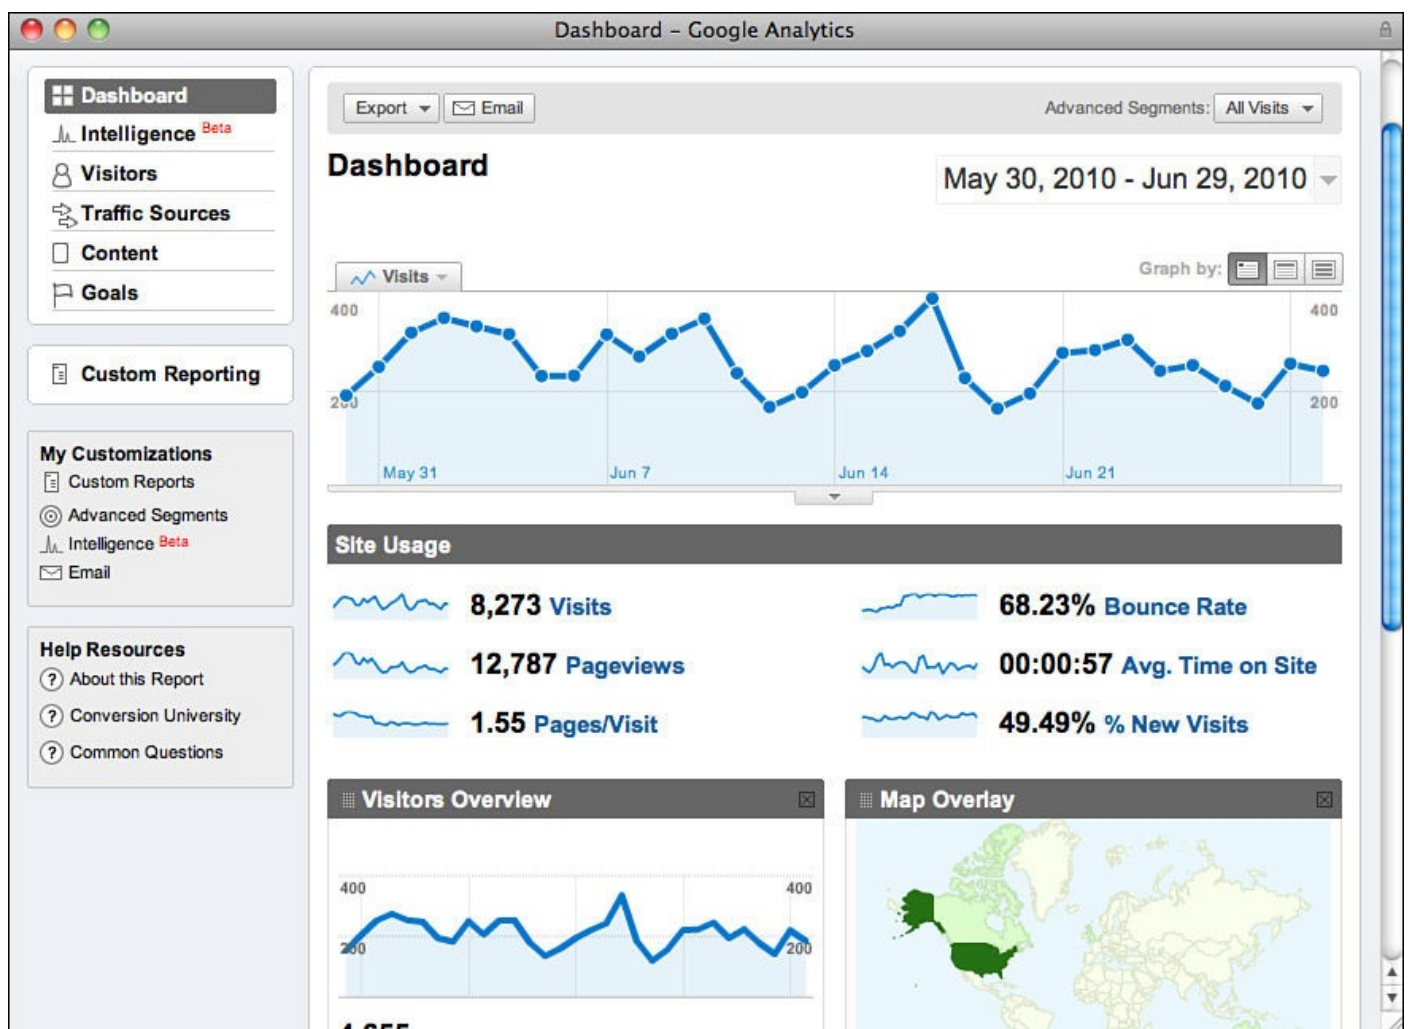 Dashboard – Google Analytics
Dashboard
Intelligence Beta
Visitors
Traffic Sources
Content
Goals
Custom Reporting
My Customizations
Custom Reports
Advanced Segments
Intelligence Beta
Email
Help Resources
About this Report
Conversion University
Common Questions
Export
Email
Advanced Segments: All Visits
Dashboard
May 30, 2010 - Jun 29, 2010
Visits
Graph by:
400
400
200
200
May 31
Jun 7
Jun 14
Jun 21
Site Usage
8,273 Visits
68.23% Bounce Rate
12,787 Pageviews
00:00:57 Avg. Time on Site
1.55 Pages/Visit
49.49% % New Visits
Visitors Overview
400
400
200
200
Map Overlay